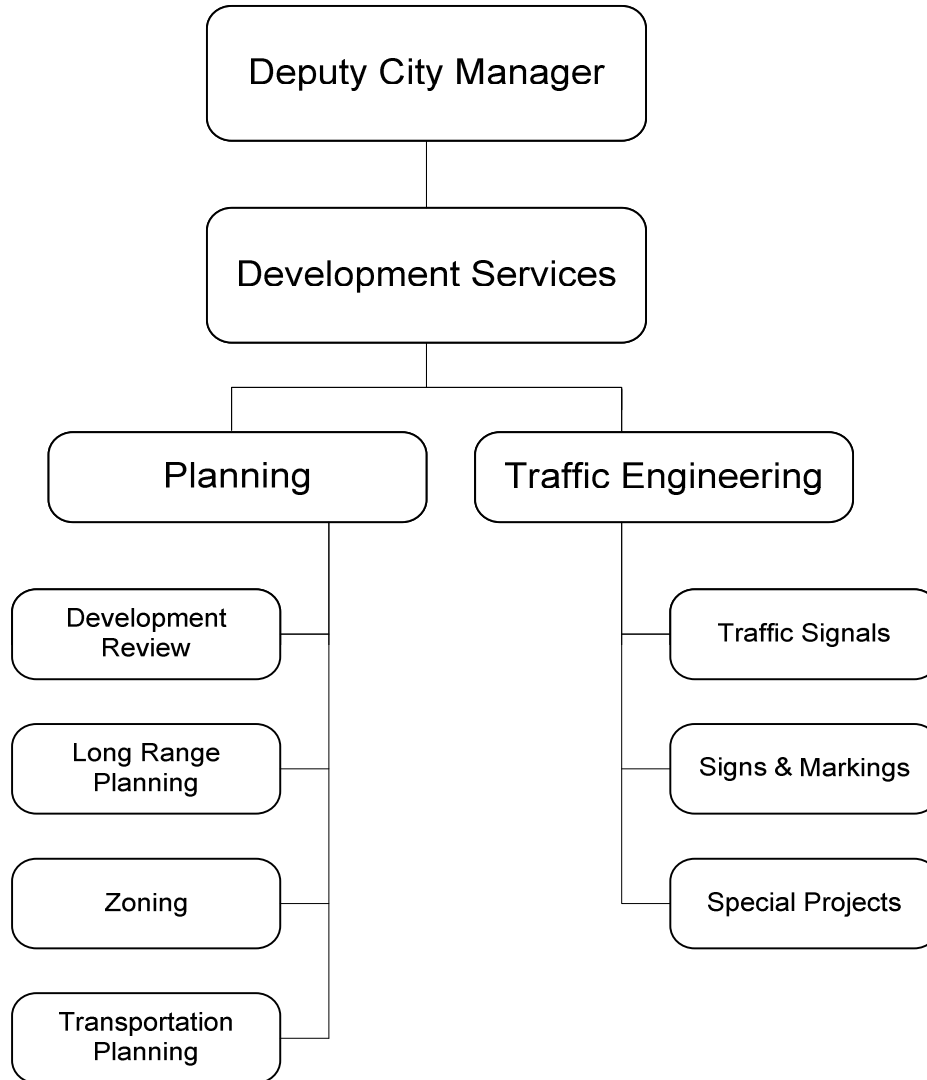 Deputy City Manager
Development Services
Planning
Traffic Engineering
Development
Review
Traffic Signals
Long Range
Planning
Signs & Markings
Zoning
Special Projects
Transportation
Planning